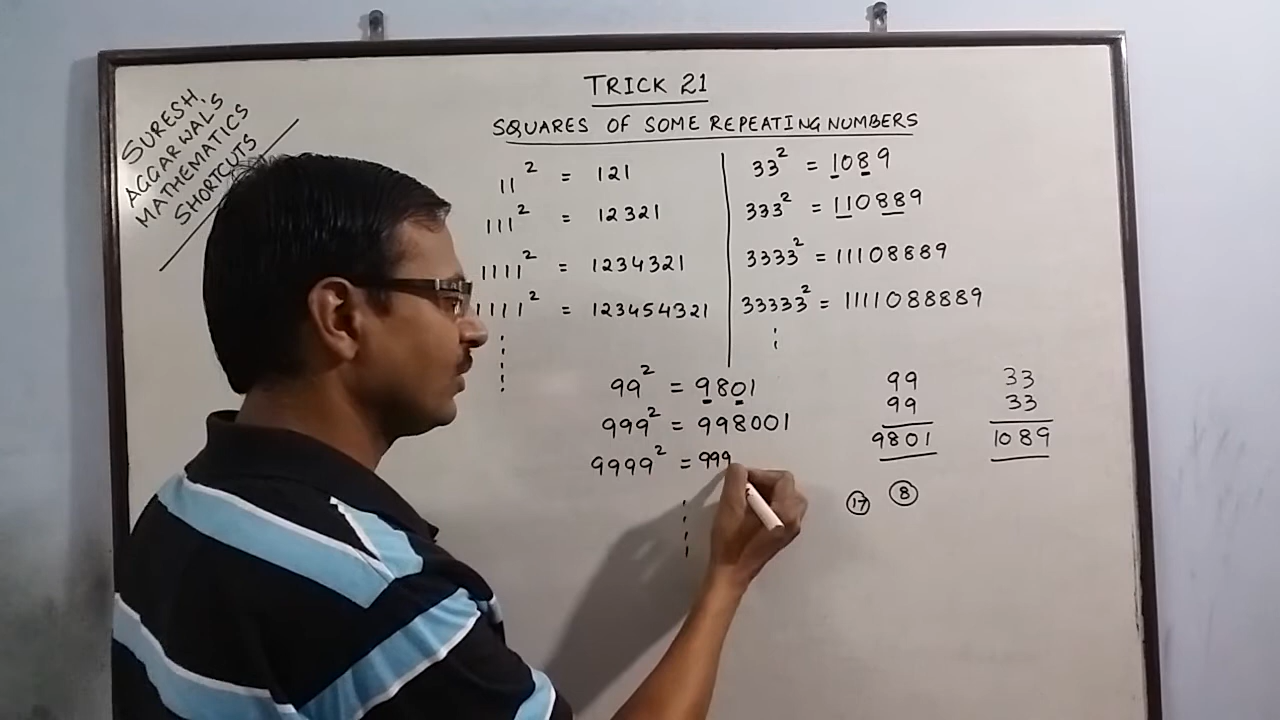 SURESH
AGGARWAL'S
MATHEMATICS
SHORTCUTS
TRICK 21
SQUARES OF SOME REPEATING NUMBERS
11² = 121
111² = 12321
1111² = 1234321
1111² = 123454321
33² = 1089
333² = 110889
3333² = 11108889
33333² = 1111088889
99² = 9801
999² = 998001
9999² = 999
99
99
9801
33
33
1089
17 8